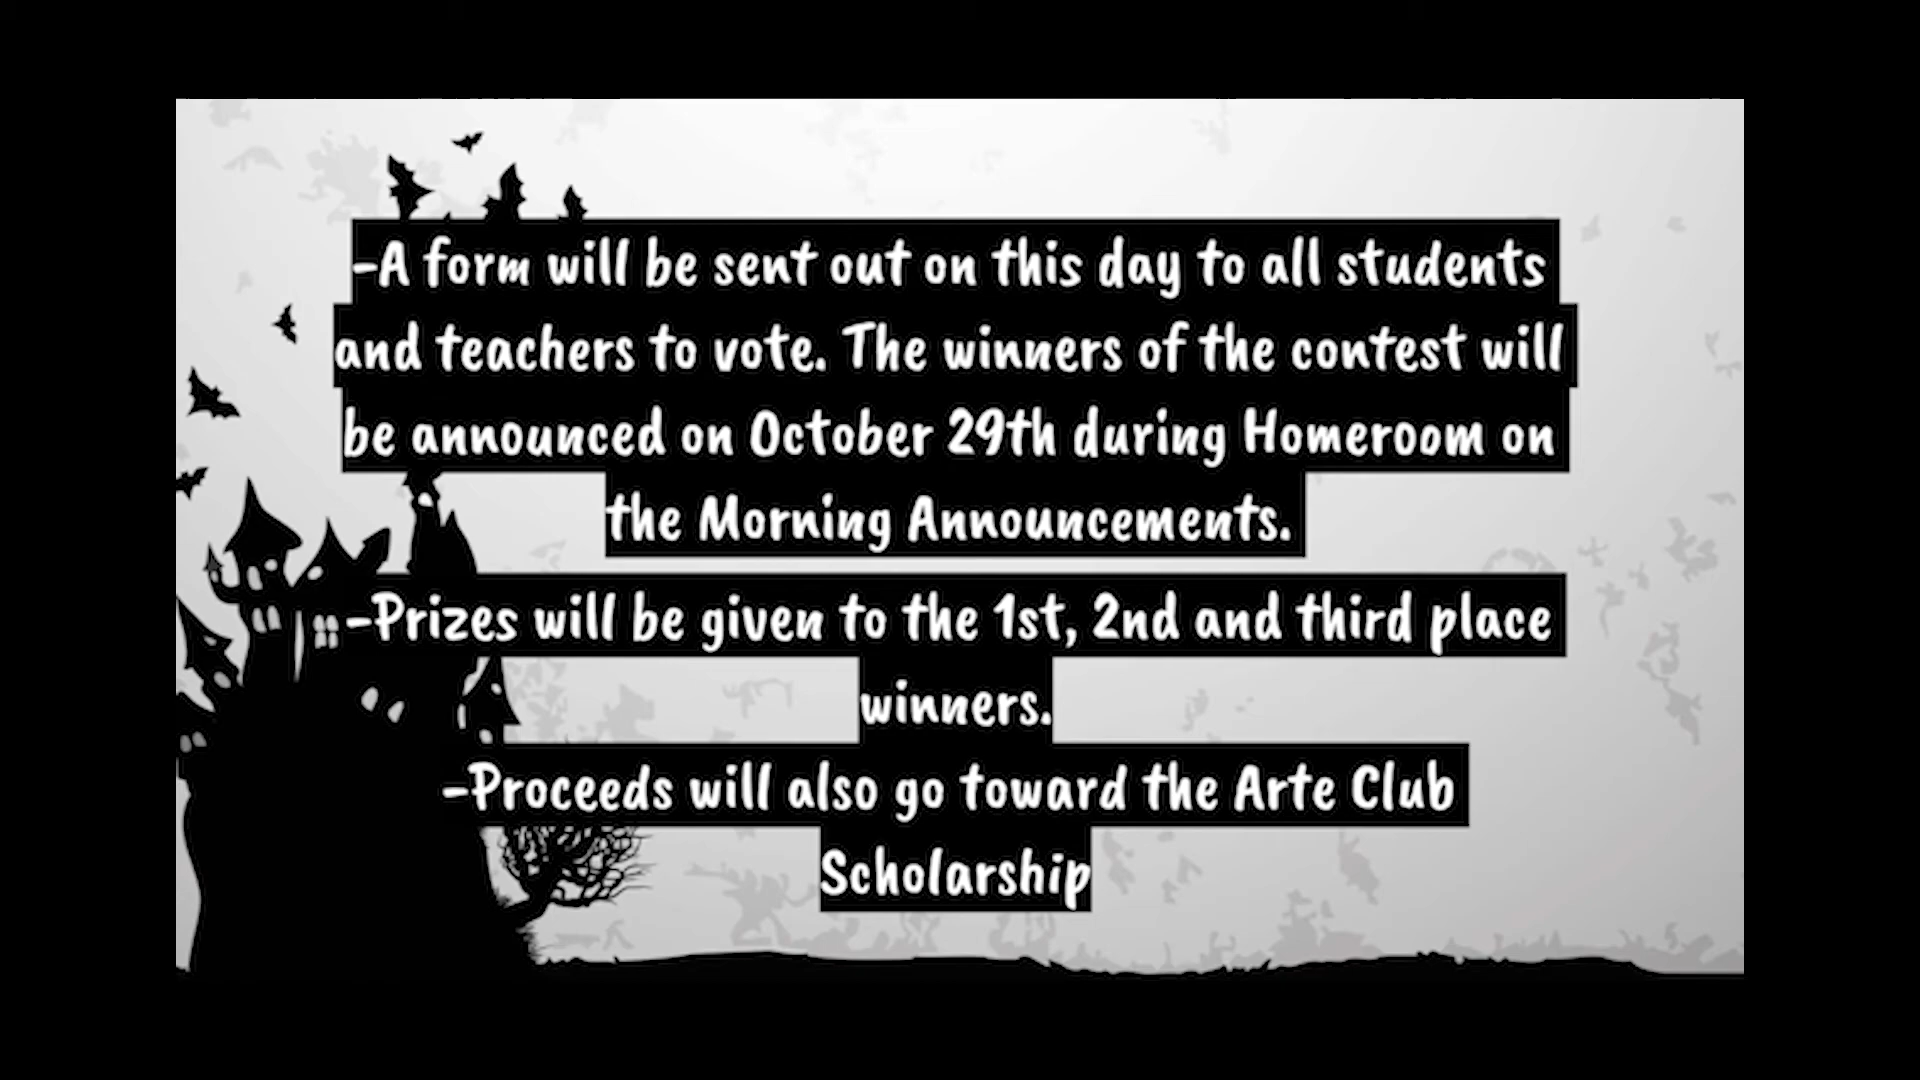 -A form will be sent out on this day to all students
and teachers to vote. The winners of the contest will
be announced on October 29th during Homeroom on
the Morning Announcements.
-Prizes will be given to the 1st, 2nd and third place
winners.
-Proceeds will also go toward the Arte Club
Scholarship